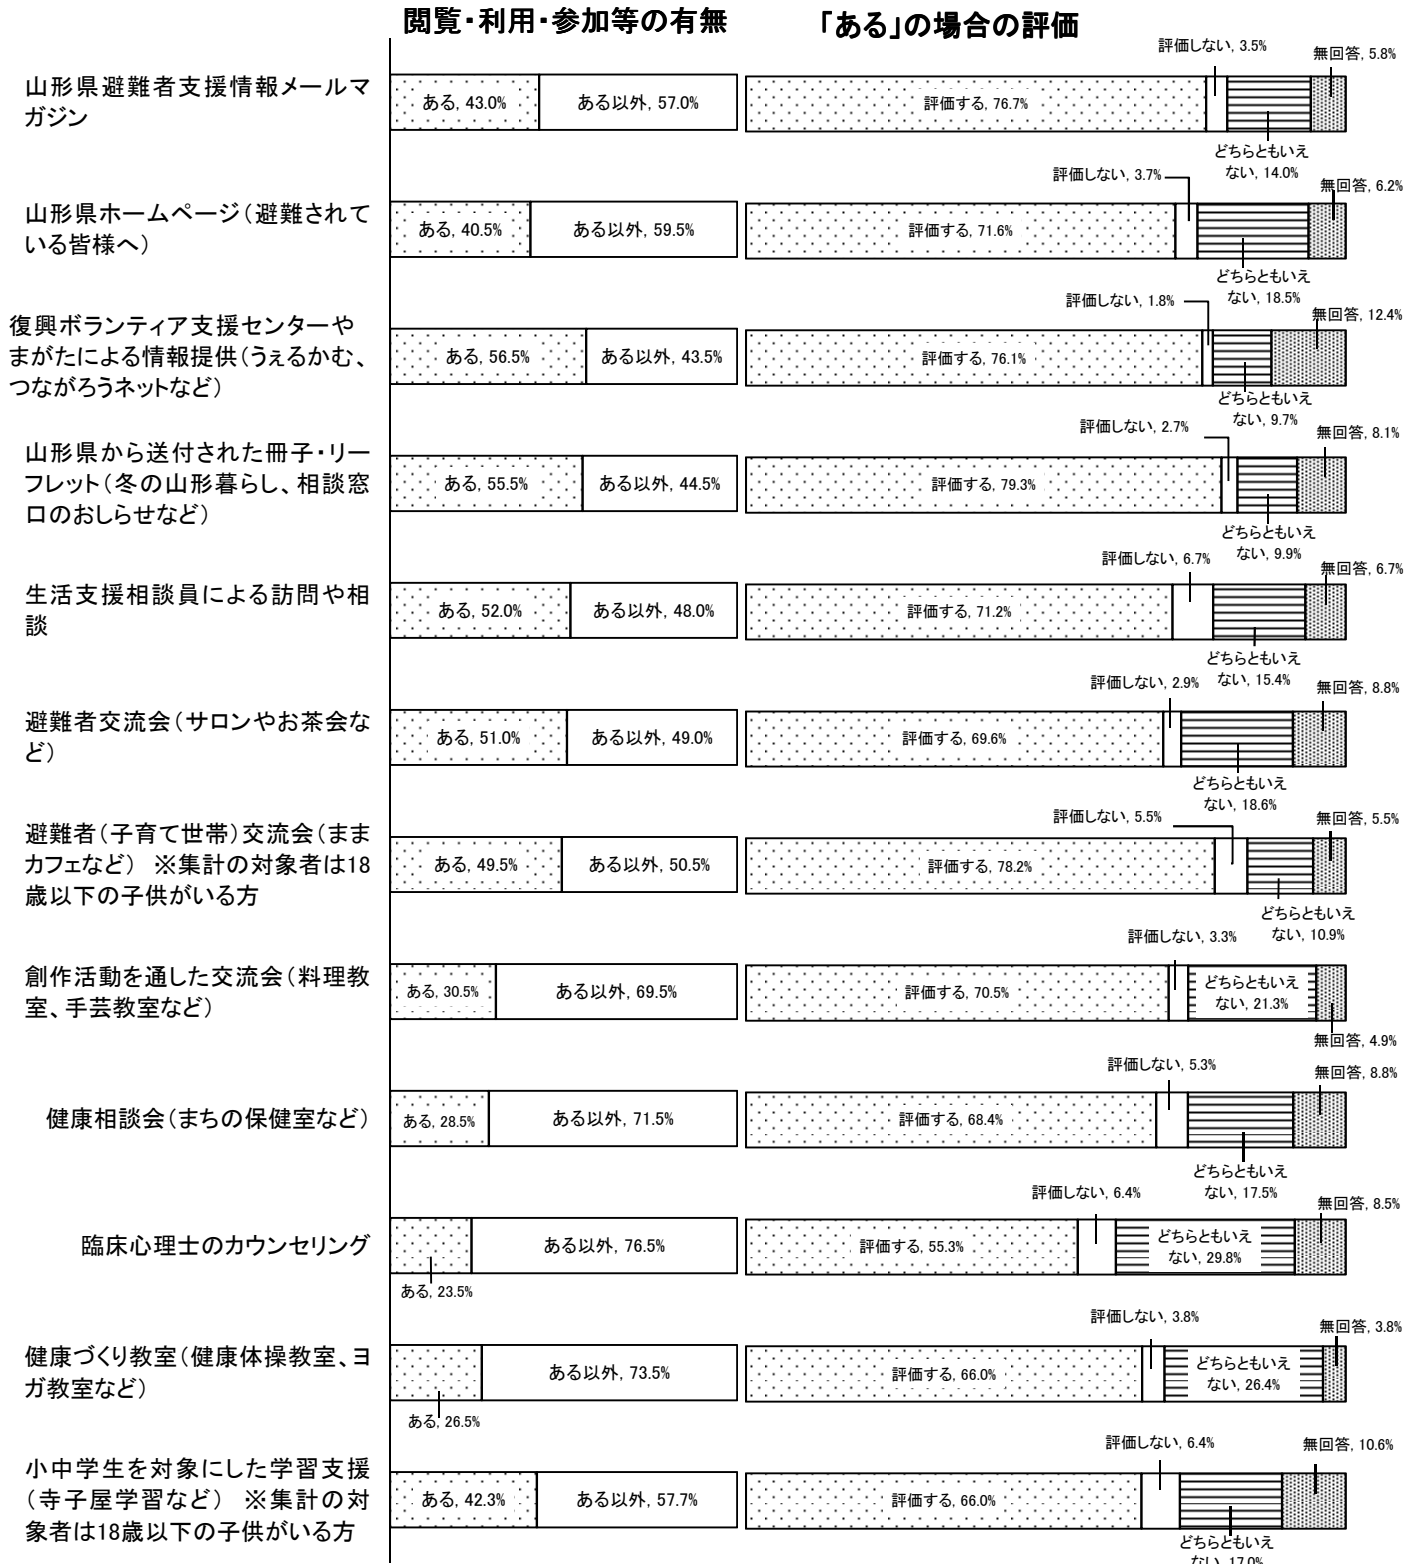 閲覧・利用・参加等の有無
「ある」の場合の評価
山形県避難者支援情報メールマ
ガジン
ある, 43.0%
ある以外, 57.0%
評価する, 76.7%
評価しない, 3.5%
どちらともいえ
ない, 14.0%
無回答, 5.8%
山形県ホームページ（避難されて
いる皆様へ）
ある, 40.5%
ある以外, 59.5%
評価する, 71.6%
評価しない, 3.7%
どちらともいえ
ない, 18.5%
無回答, 6.2%
復興ボランティア支援センターや
まがたによる情報提供（うぇるかむ、
つながろうネットなど）
ある, 56.5%
ある以外, 43.5%
評価する, 76.1%
評価しない, 1.8%
どちらともいえ
ない, 9.7%
無回答, 12.4%
山形県から送付された冊子・リー
フレット（冬の山形暮らし、相談窓
口のおしらせなど）
ある, 55.5%
ある以外, 44.5%
評価する, 79.3%
評価しない, 2.7%
どちらともいえ
ない, 9.9%
無回答, 8.1%
生活支援相談員による訪問や相
談
ある, 52.0%
ある以外, 48.0%
評価する, 71.2%
評価しない, 6.7%
どちらともいえ
ない, 15.4%
無回答, 6.7%
避難者交流会（サロンやお茶会な
ど）
ある, 51.0%
ある以外, 49.0%
評価する, 69.6%
評価しない, 2.9%
どちらともいえ
ない, 18.6%
無回答, 8.8%
避難者（子育て世帯）交流会（まま
カフェなど）　※集計の対象者は18
歳以下の子供がいる方
ある, 49.5%
ある以外, 50.5%
評価する, 78.2%
評価しない, 5.5%
どちらともいえ
ない, 10.9%
無回答, 5.5%
創作活動を通した交流会（料理教
室、手芸教室など）
ある, 30.5%
ある以外, 69.5%
評価する, 70.5%
評価しない, 3.3%
どちらともいえ
ない, 21.3%
無回答, 4.9%
健康相談会（まちの保健室など）
ある, 28.5%
ある以外, 71.5%
評価する, 68.4%
評価しない, 5.3%
どちらともいえ
ない, 17.5%
無回答, 8.8%
臨床心理士のカウンセリング
ある, 23.5%
ある以外, 76.5%
評価する, 55.3%
評価しない, 6.4%
どちらともいえ
ない, 29.8%
無回答, 8.5%
健康づくり教室（健康体操教室、ヨ
ガ教室など）
ある, 26.5%
ある以外, 73.5%
評価する, 66.0%
評価しない, 3.8%
どちらともいえ
ない, 26.4%
無回答, 3.8%
小中学生を対象にした学習支援
（寺子屋学習など）　※集計の対
象者は18歳以下の子供がいる方
ある, 42.3%
ある以外, 57.7%
評価する, 66.0%
評価しない, 6.4%
どちらともいえ
ない, 17.0%
無回答, 10.6%